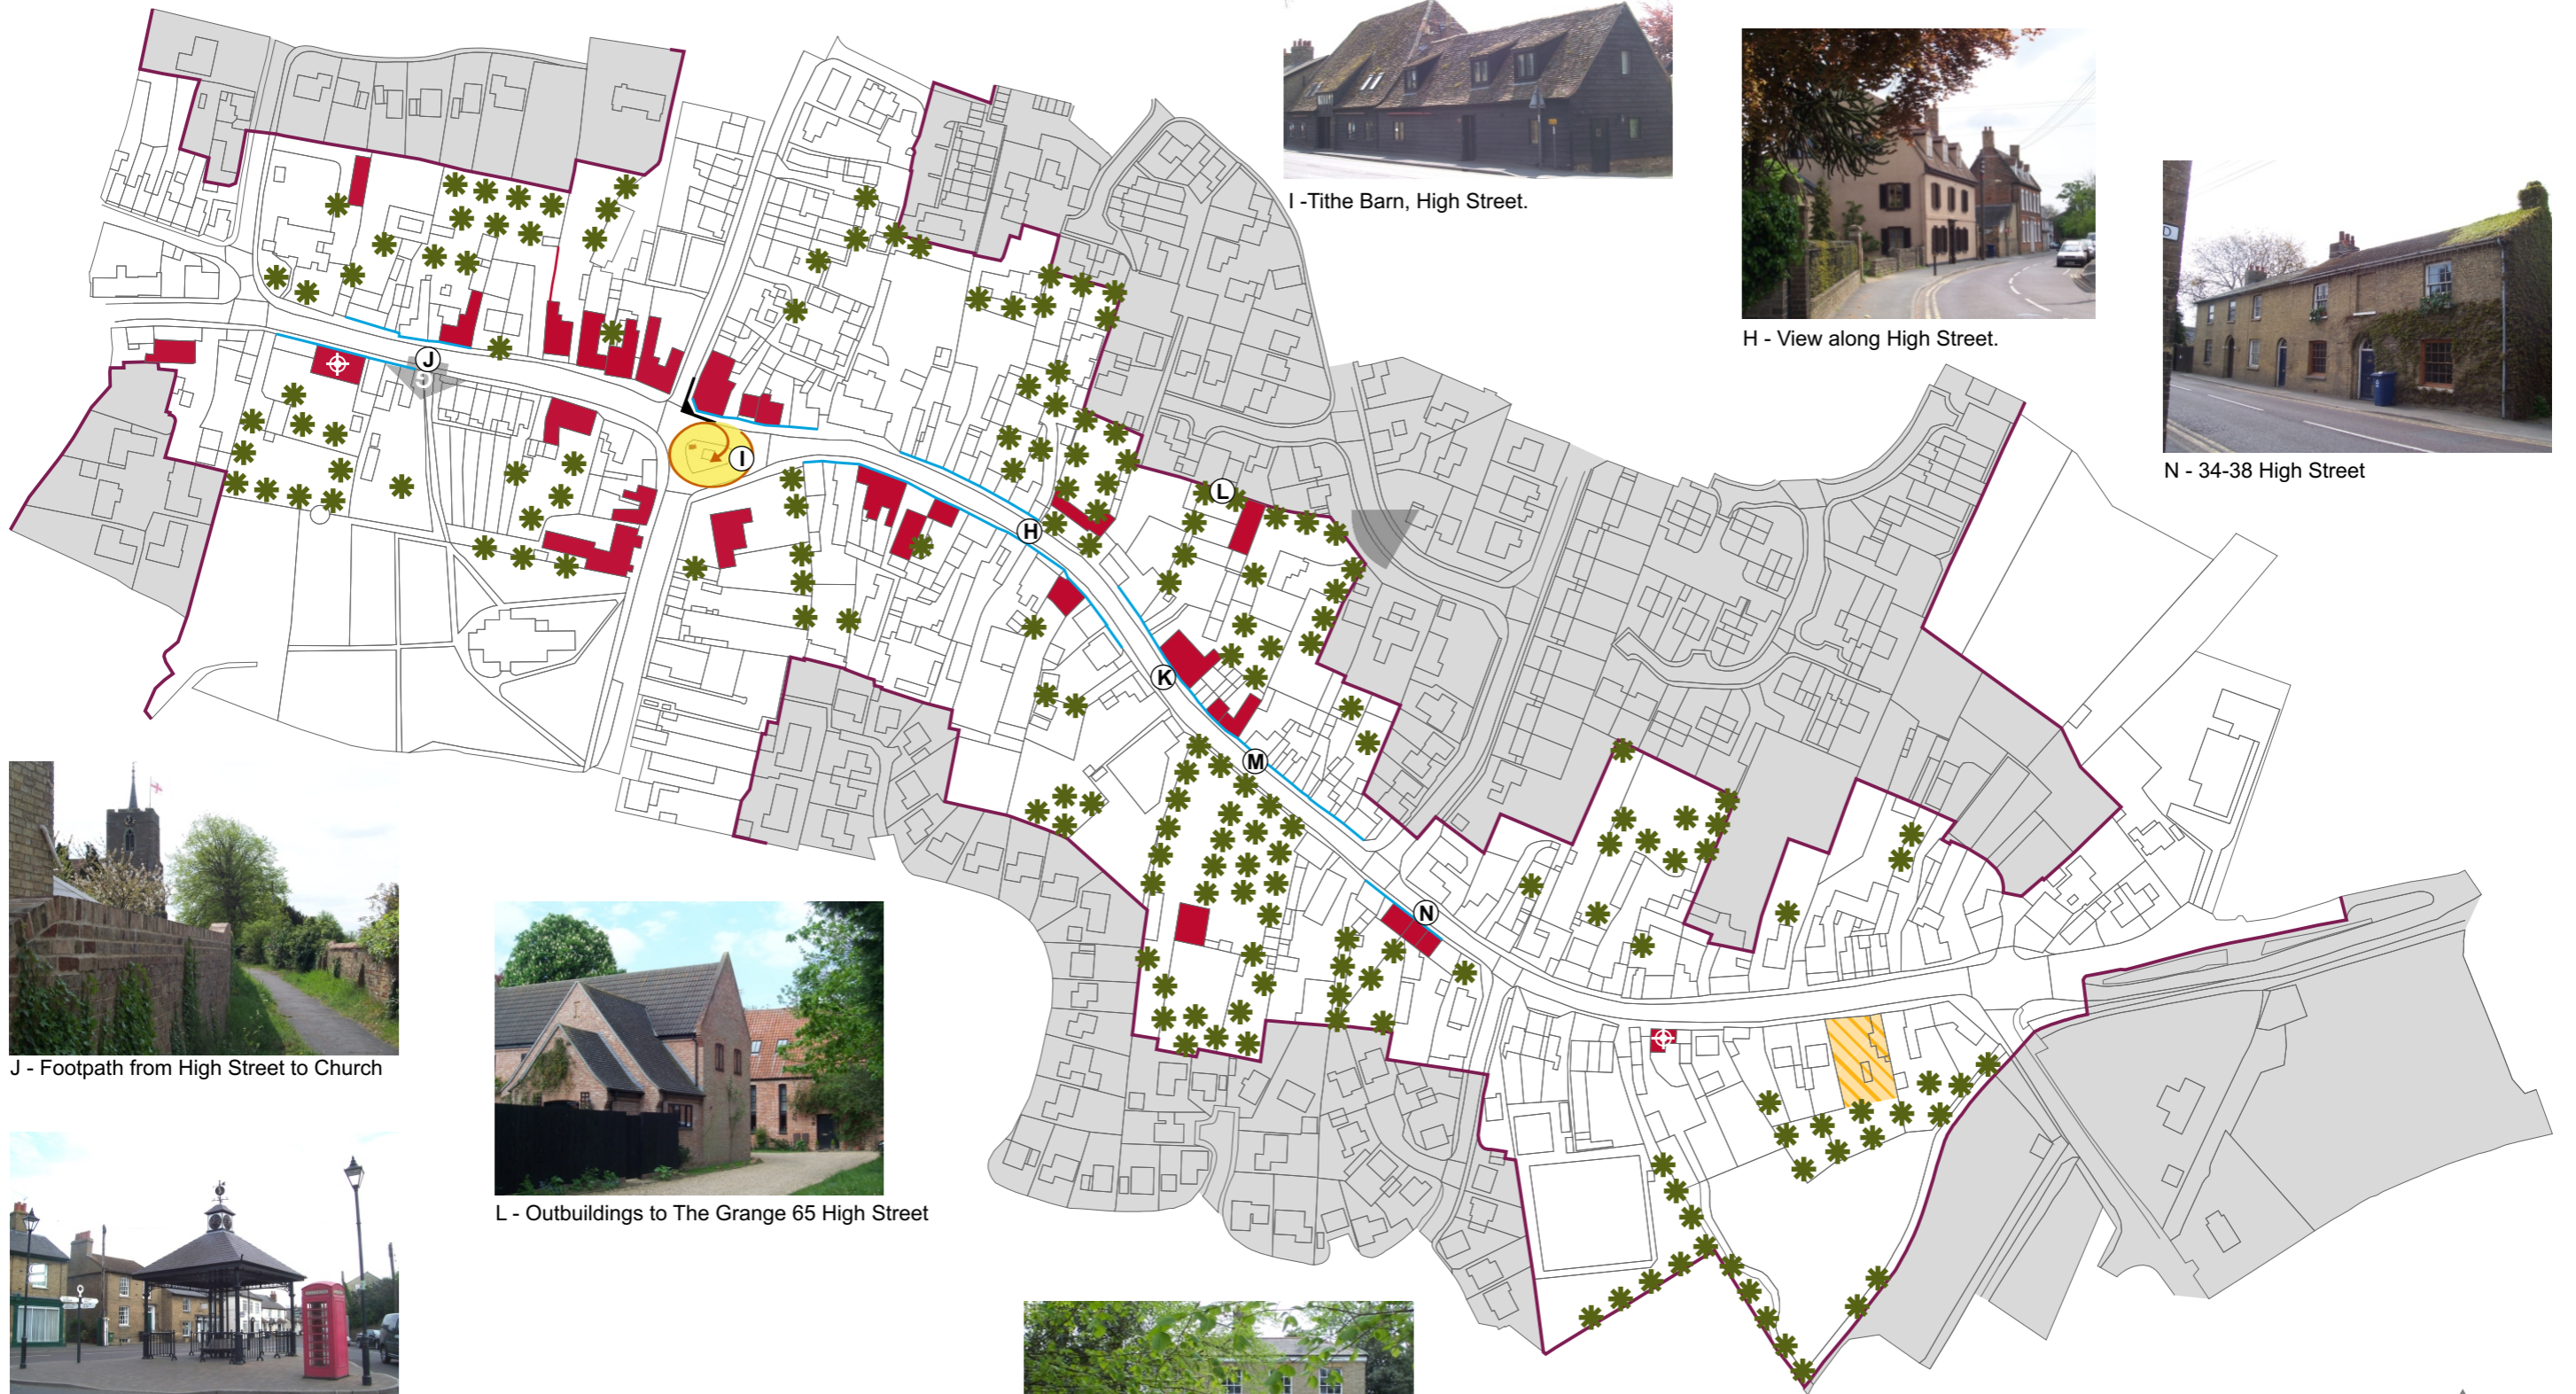 I -Tithe Barn, High Street.
H - View along High Street.
D
N - 34-38 High Street
J
5
I
L
H
K
M
N
J - Footpath from High Street to Church
L - Outbuildings to The Grange 65 High Street